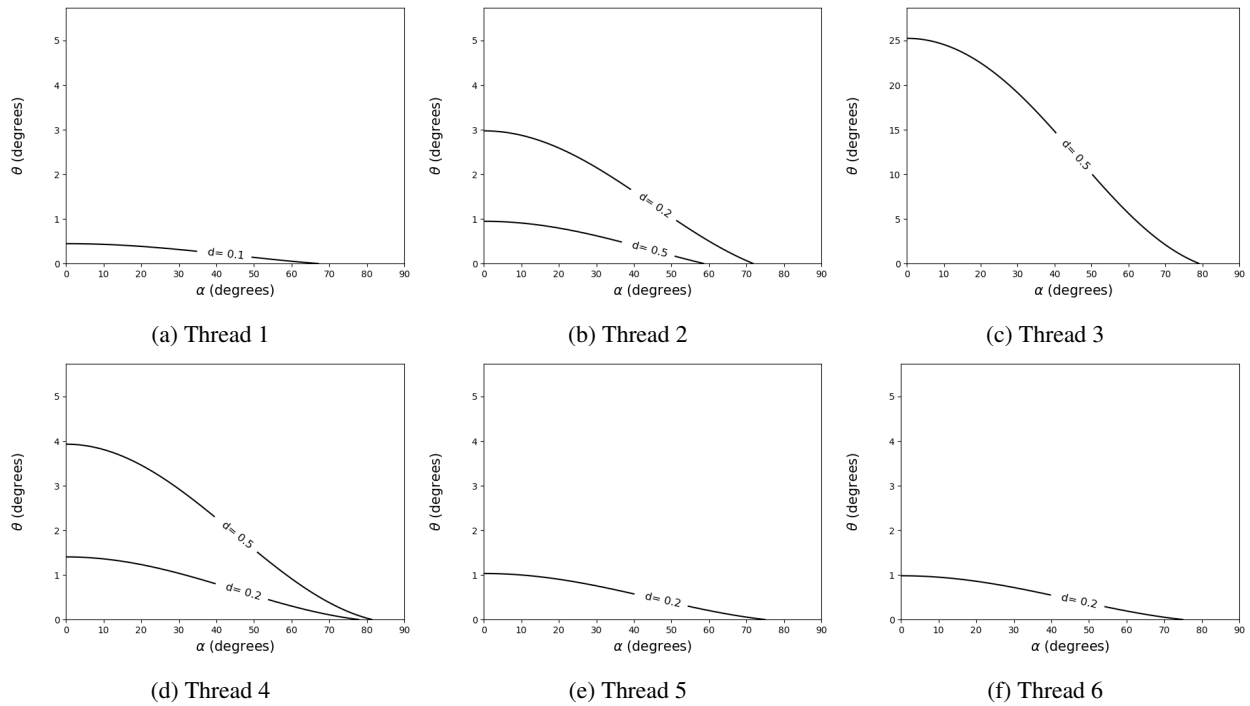 5
4
3
2
1
0
θ (degrees)
d= 0.1
0 10 20 30 40 50 60 70 80 90
α (degrees)
(a) Thread 1
5
4
3
2
1
0
θ (degrees)
d= 0.2
d= 0.5
0 10 20 30 40 50 60 70 80 90
α (degrees)
(b) Thread 2
25
20
15
10
5
0
θ (degrees)
d= 0.5
0 10 20 30 40 50 60 70 80 90
α (degrees)
(c) Thread 3
5
4
3
2
1
0
θ (degrees)
d= 0.5
d= 0.2
0 10 20 30 40 50 60 70 80 90
α (degrees)
(d) Thread 4
5
4
3
2
1
0
θ (degrees)
d= 0.2
0 10 20 30 40 50 60 70 80 90
α (degrees)
(e) Thread 5
5
4
3
2
1
0
θ (degrees)
d= 0.2
0 10 20 30 40 50 60 70 80 90
α (degrees)
(f) Thread 6